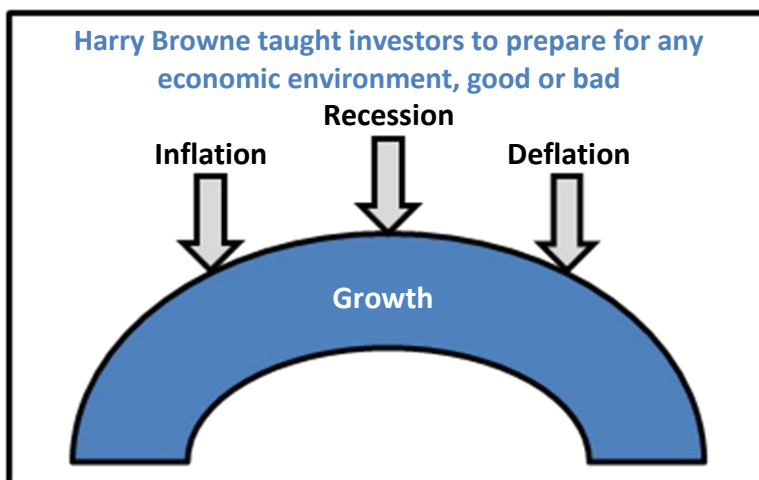 Harry Browne taught investors to prepare for any
economic environment, good or bad
Recession
Inflation
Deflation
Growth